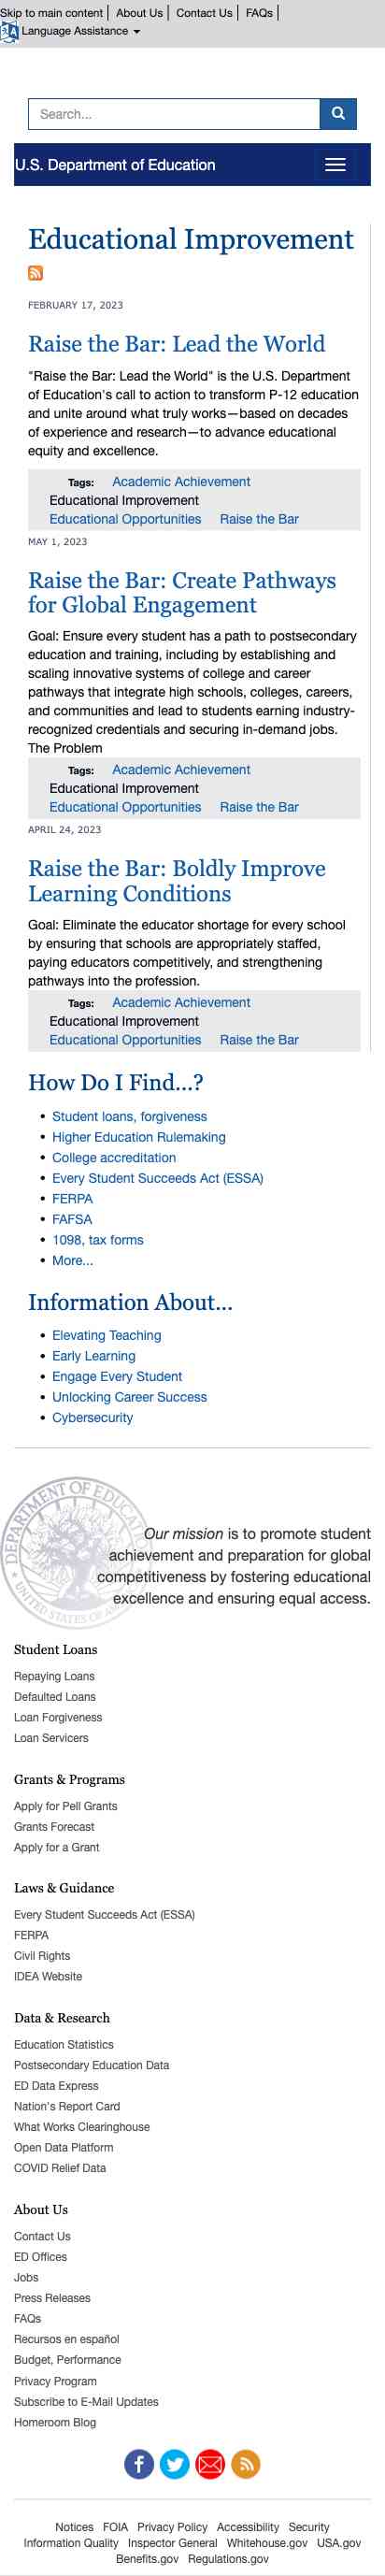 Skip to main content | About Us | Contact Us | FAQs |
Language Assistance
Search...
U.S. Department of Education
Educational Improvement
FEBRUARY 17, 2023
Raise the Bar: Lead the World
"Raise the Bar: Lead the World" is the U.S. Department
of Education's call to action to transform P-12 education
and unite around what truly works—based on decades
of experience and research—to advance educational
equity and excellence.
Tags: Academic Achievement
Educational Improvement
Educational Opportunities Raise the Bar
MAY 1, 2023
Raise the Bar: Create Pathways
for Global Engagement
Goal: Ensure every student has a path to postsecondary
education and training, including by establishing and
scaling innovative systems of college and career
pathways that integrate high schools, colleges, careers,
and communities and lead to students earning industry-
recognized credentials and securing in-demand jobs.
The Problem
Tags: Academic Achievement
Educational Improvement
Educational Opportunities Raise the Bar
APRIL 24, 2023
Raise the Bar: Boldly Improve
Learning Conditions
Goal: Eliminate the educator shortage for every school
by ensuring that schools are appropriately staffed,
paying educators competitively, and strengthening
pathways into the profession.
Tags: Academic Achievement
Educational Improvement
Educational Opportunities Raise the Bar
How Do I Find...?
• Student loans, forgiveness
• Higher Education Rulemaking
• College accreditation
• Every Student Succeeds Act (ESSA)
• FERPA
• FAFSA
• 1098, tax forms
• More...
Information About...
• Elevating Teaching
• Early Learning
• Engage Every Student
• Unlocking Career Success
• Cybersecurity
DEPARTMENT OF EDUCA
UNITED STATES OF AMER
Our mission is to promote student
achievement and preparation for global
competitiveness by fostering educational
excellence and ensuring equal access.
Student Loans
Repaying Loans
Defaulted Loans
Loan Forgiveness
Loan Servicers
Grants & Programs
Apply for Pell Grants
Grants Forecast
Apply for a Grant
Laws & Guidance
Every Student Succeeds Act (ESSA)
FERPA
Civil Rights
IDEA Website
Data & Research
Education Statistics
Postsecondary Education Data
ED Data Express
Nation's Report Card
What Works Clearinghouse
Open Data Platform
COVID Relief Data
About Us
Contact Us
ED Offices
Jobs
Press Releases
FAQs
Recursos en español
Budget, Performance
Privacy Program
Subscribe to E-Mail Updates
Homeroom Blog
Notices FOIA Privacy Policy Accessibility Security
Information Quality Inspector General Whitehouse.gov USA.gov
Benefits.gov Regulations.gov